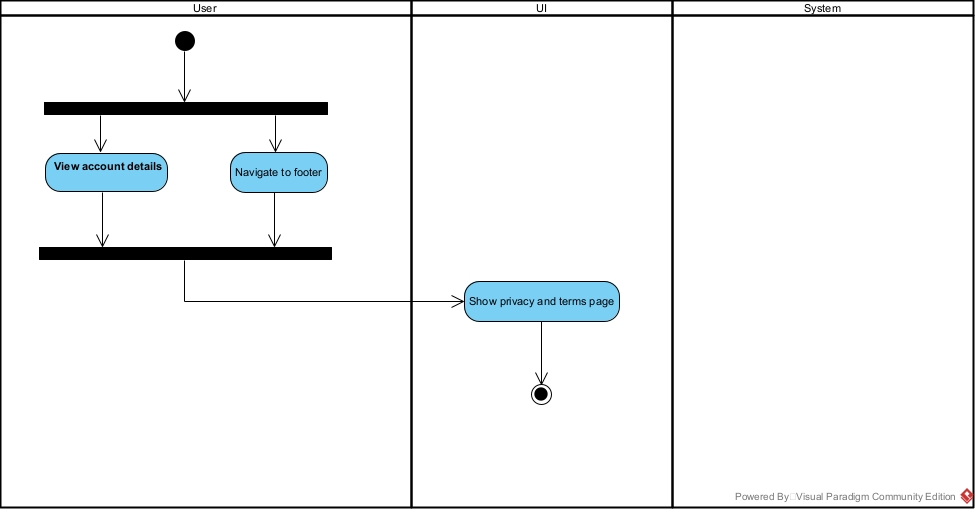 User
UI
System
View account details
Navigate to footer
Show privacy and terms page
Powered By Visual Paradigm Community Edition